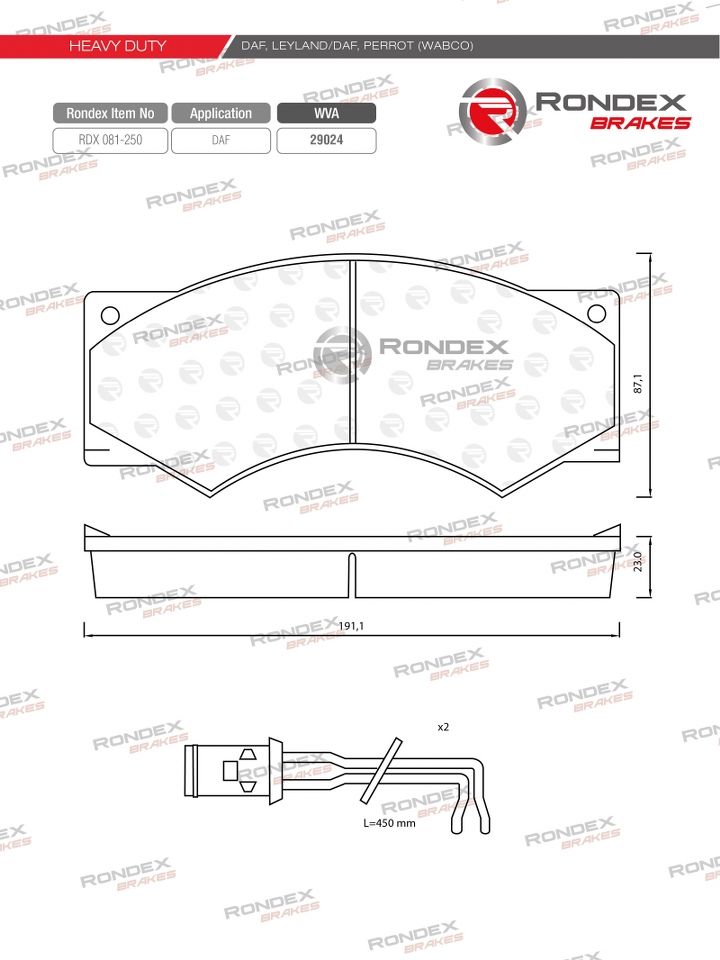 HEAVY DUTY
DAF, LEYLAND/DAF, PERROT (WABCO)
Rondex Item No Application WVA
RDX 081-250 DAF 29024
RONDEX
BRAKES
RONDEX
BRAKES
87,1
23.0
191,1
x2
L=450 mm